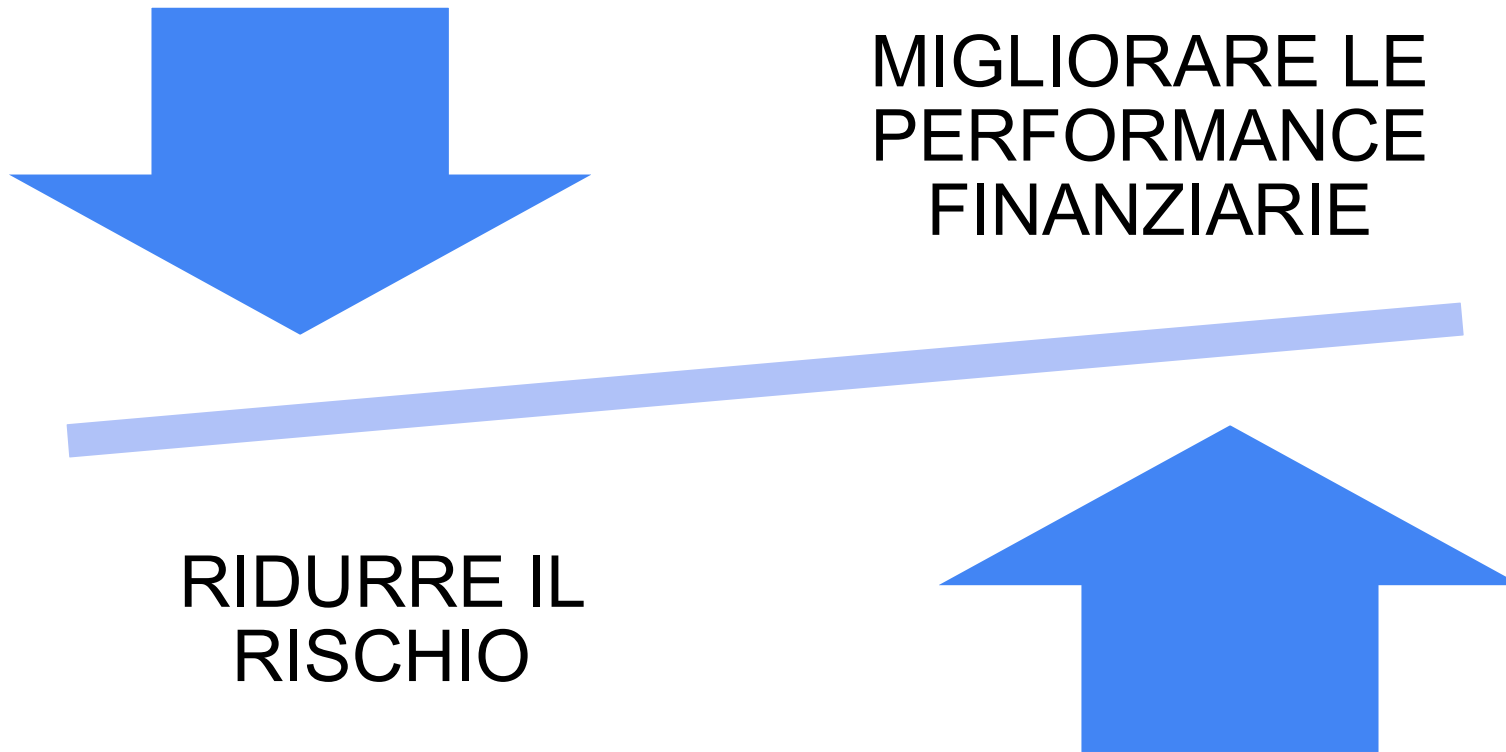 MIGLIORARE LE
PERFORMANCE
FINANZIARIE
RIDURRE IL
RISCHIO